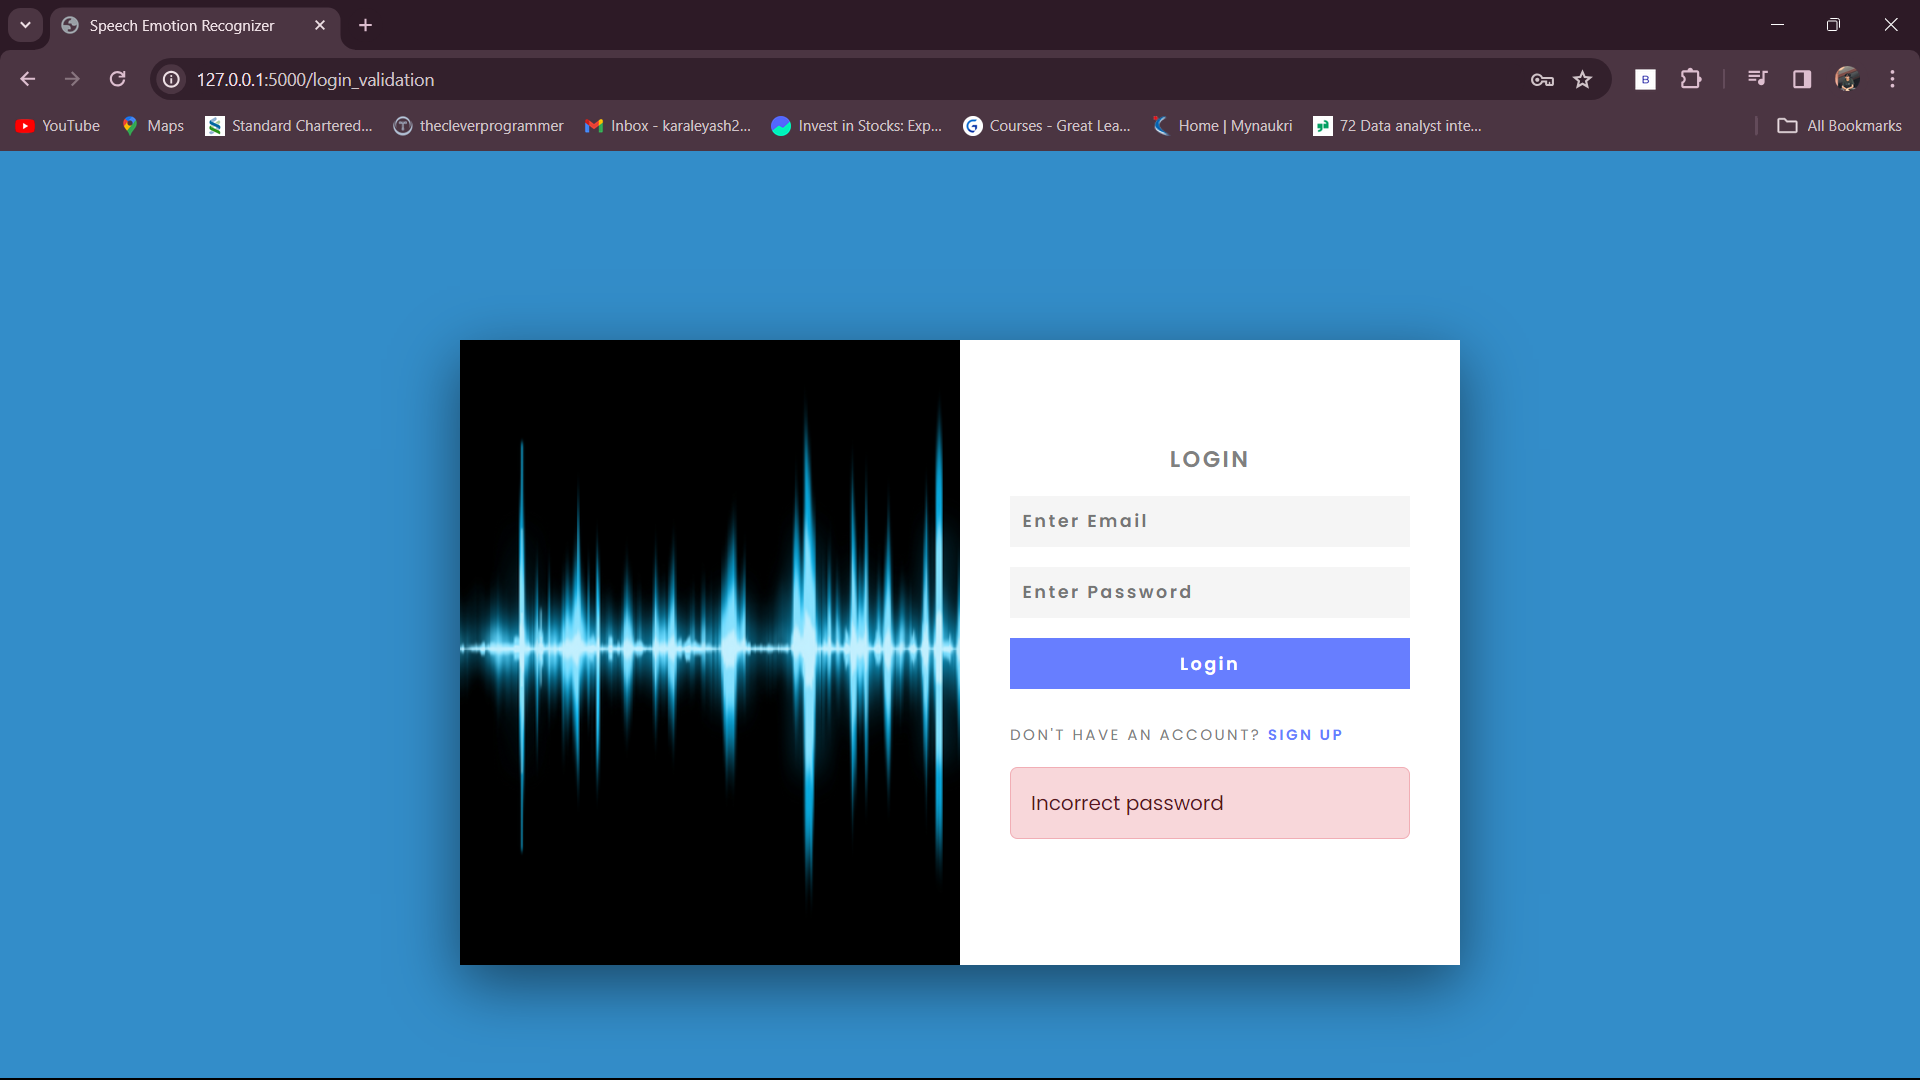 Speech Emotion Recognizer
127.0.0.1:5000/login_validation
B
YouTube Maps Standard Chartered... thecleverprogrammer Inbox - karaleyash2... Invest in Stocks: Exp... Courses - Great Lea... Home | Mynaukri 72 Data analyst inte... All Bookmarks
LOGIN
Enter Email
Enter Password
Login
DON'T HAVE AN ACCOUNT? SIGN UP
Incorrect password